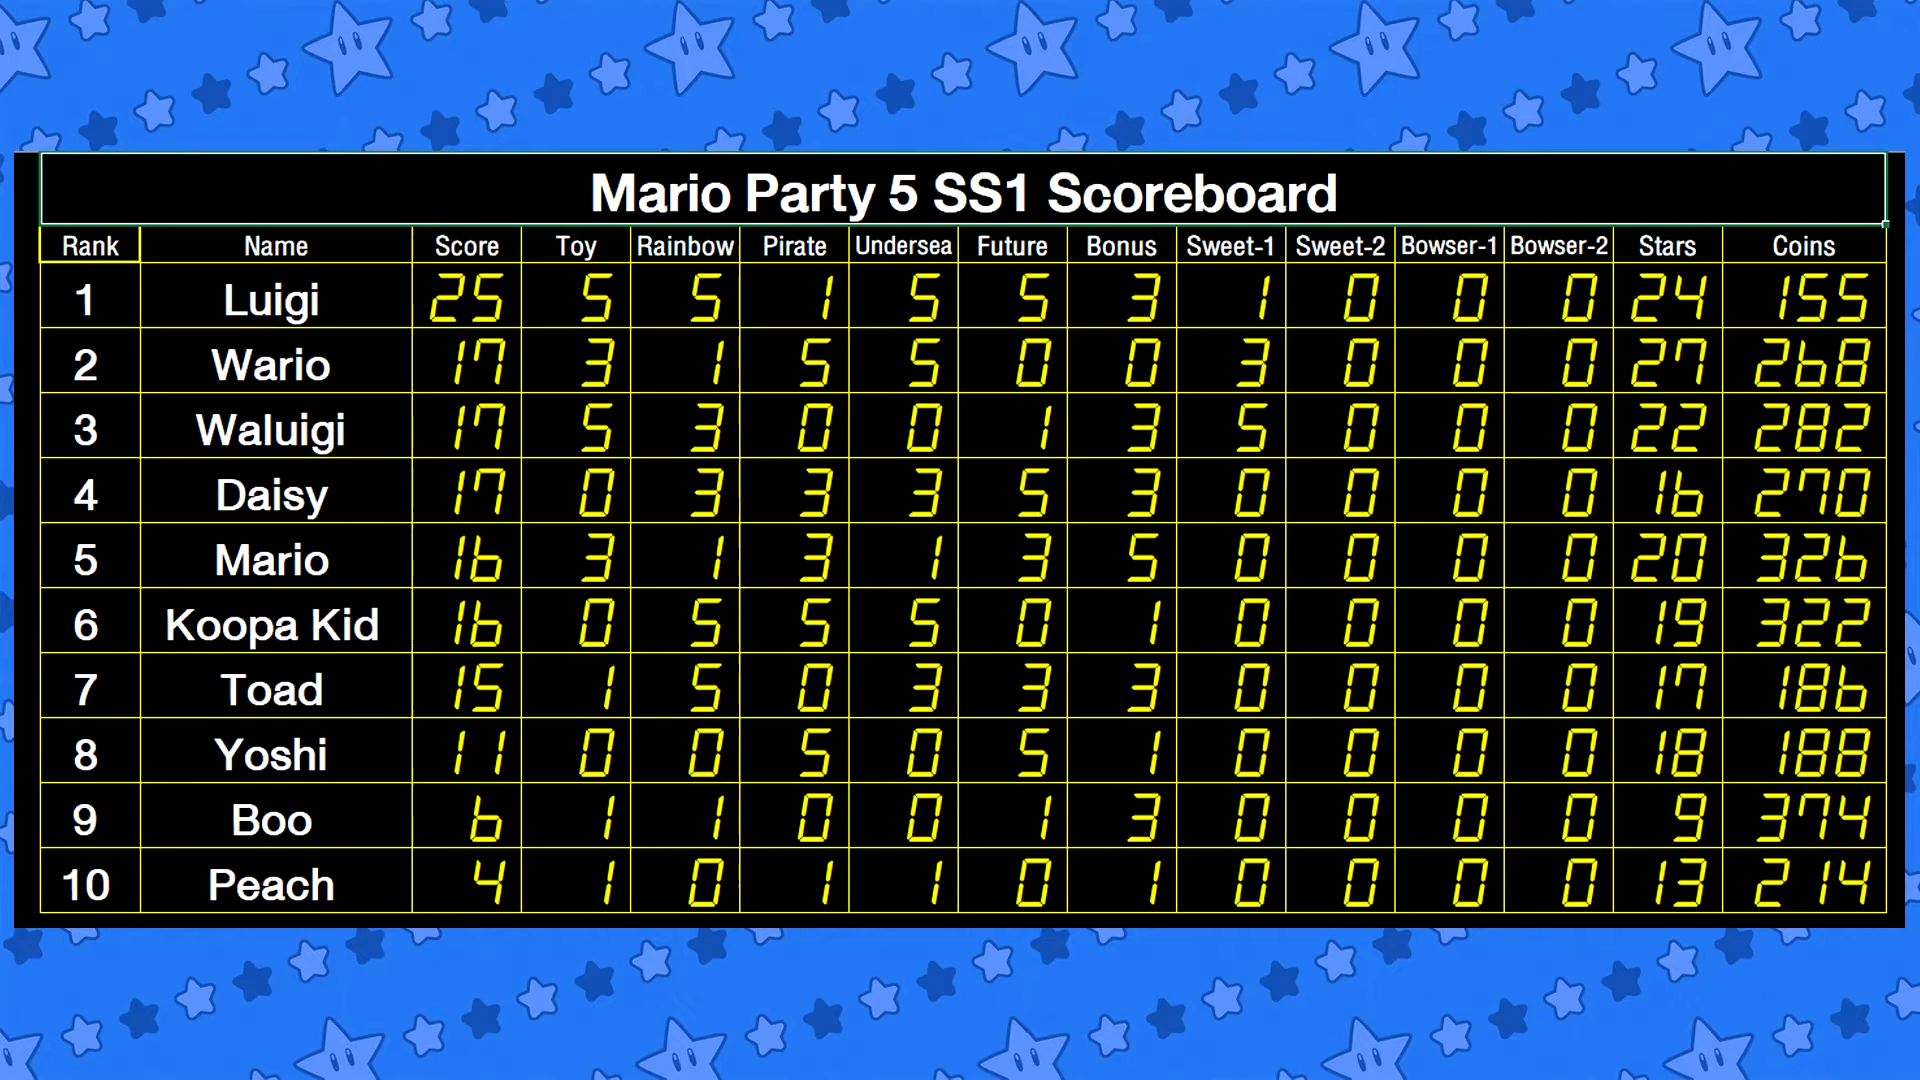 Mario Party 5 SS1 Scoreboard
Rank Name Score Toy Rainbow Pirate Undersea Future Bonus Sweet-1 Sweet-2 Bowser-1 Bowser-2 Stars Coins
1 Luigi 25 5 5 1 5 5 3 1 0 0 0 24 155
2 Wario 17 3 1 5 5 0 0 3 0 0 0 27 268
3 Waluigi 17 5 3 0 0 1 3 5 0 0 0 22 282
4 Daisy 17 0 3 3 3 5 3 0 0 0 0 16 270
5 Mario 16 3 1 3 1 3 5 0 0 0 0 20 326
6 Koopa Kid 16 0 5 5 5 0 1 0 0 0 0 19 322
7 Toad 15 1 5 0 3 3 3 0 0 0 0 17 186
8 Yoshi 11 0 0 5 0 5 1 0 0 0 0 18 188
9 Boo 6 1 1 0 0 1 3 0 0 0 0 9 374
10 Peach 4 1 0 1 1 0 1 0 0 0 0 13 214